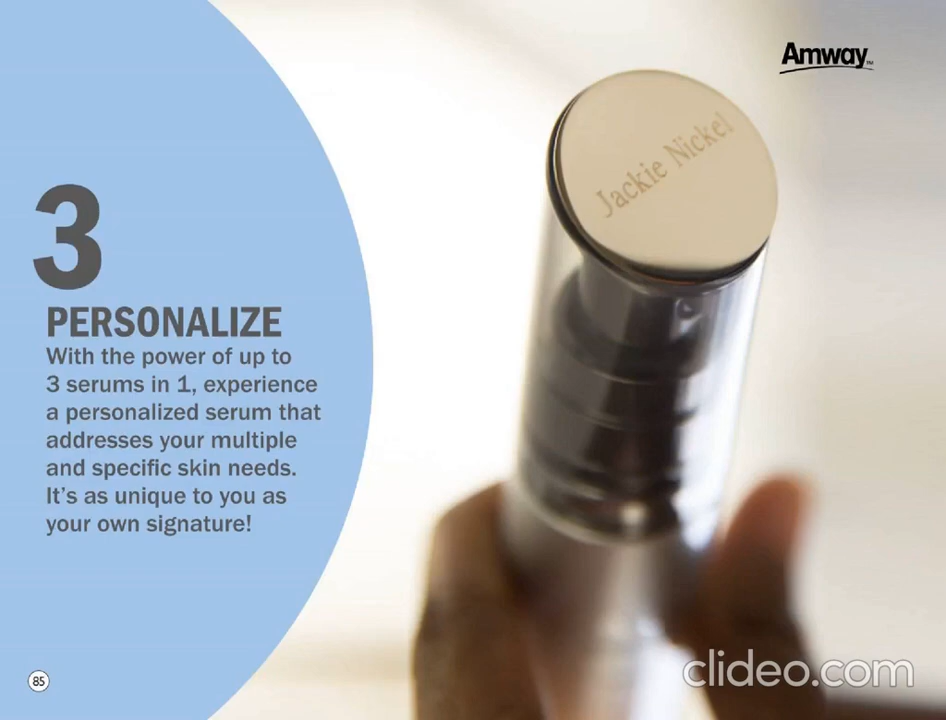 Amway
TM
Jackie Nickel
3
PERSONALIZE
With the power of up to
3 serums in 1, experience
a personalized serum that
addresses your multiple
and specific skin needs.
It's as unique to you as
your own signature!
85
clideo.com